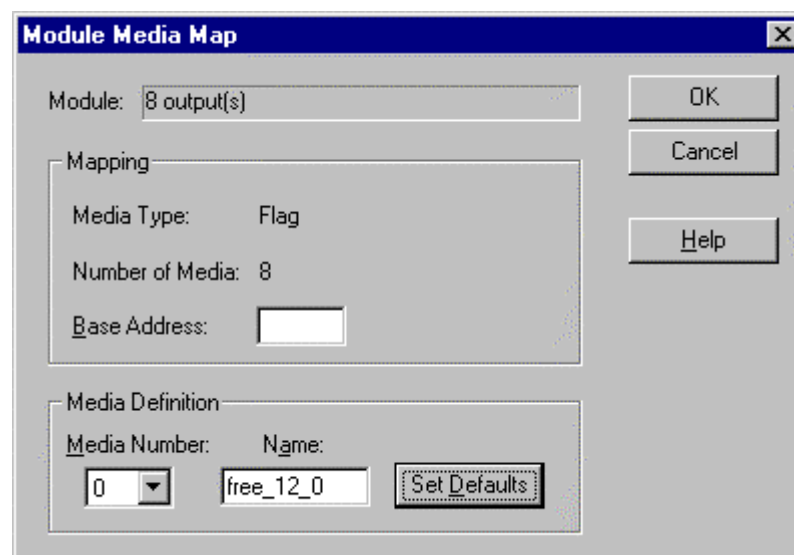 Module Media Map
Module: 8 output(s)
OK
Cancel
Help
Mapping
Media Type: Flag
Number of Media: 8
Base Address:
Media Definition
Media Number: Name:
0 free_12_0 Set Defaults